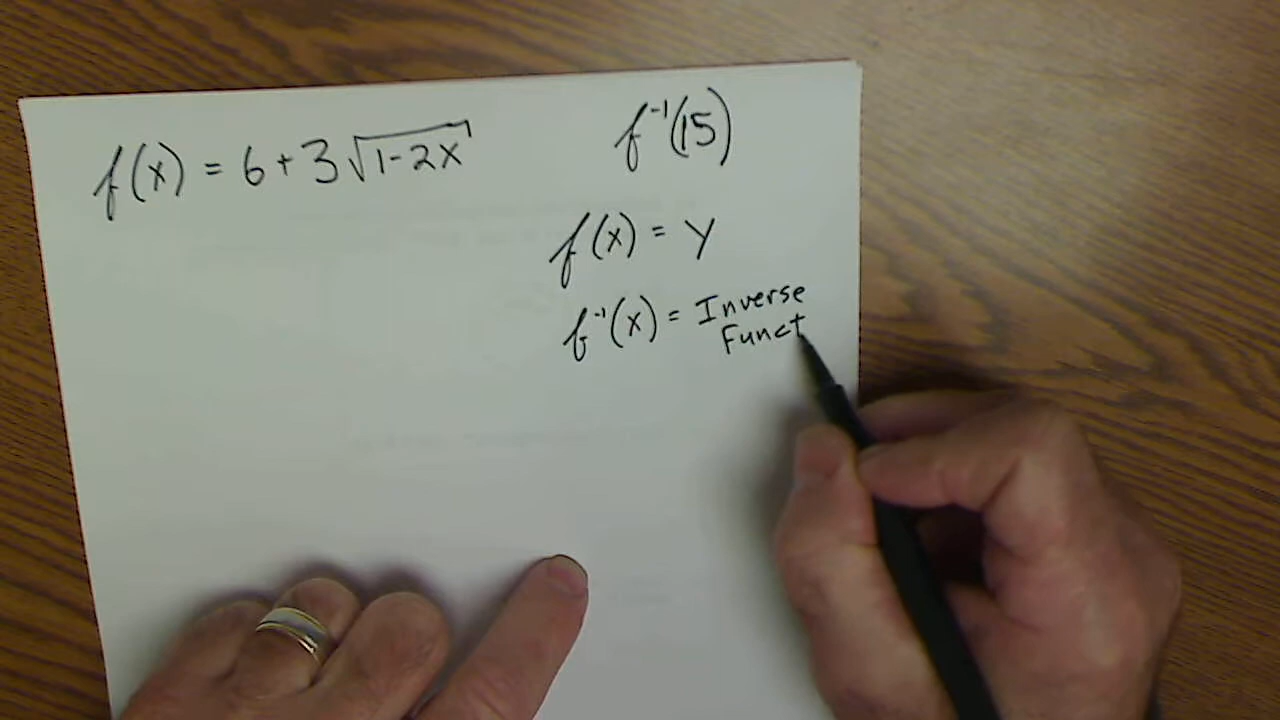 f(x) = 6 + 3√(1-2x)
f⁻¹(15)
f(x) = y
f⁻¹(x) = Inverse
Funct